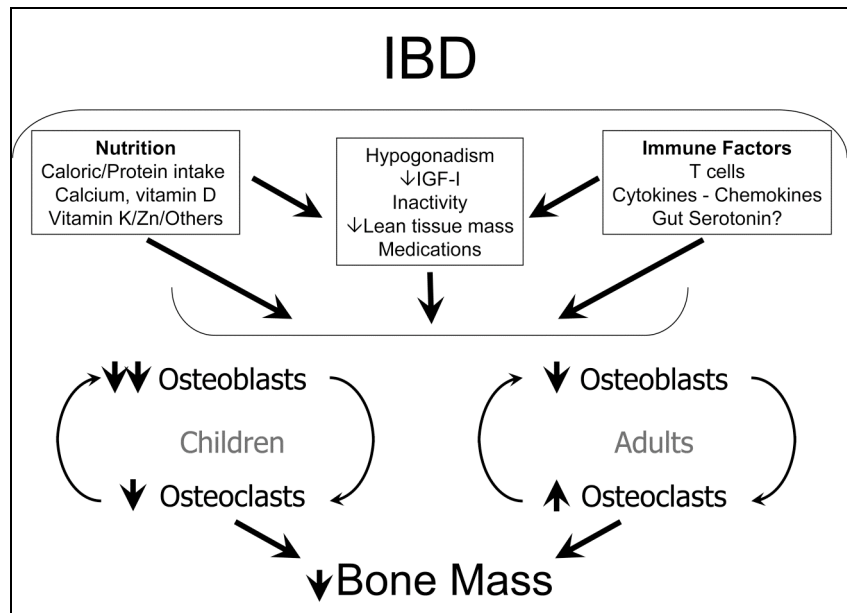 IBD
Nutrition
Caloric/Protein intake
Calcium, vitamin D
Vitamin K/Zn/Others
Hypogonadism
↓IGF-I
Inactivity
↓Lean tissue mass
Medications
Immune Factors
T cells
Cytokines - Chemokines
Gut Serotonin?
↓↓ Osteoblasts
Children
↓ Osteoclasts
↓ Osteoblasts
Adults
↑ Osteoclasts
↓Bone Mass